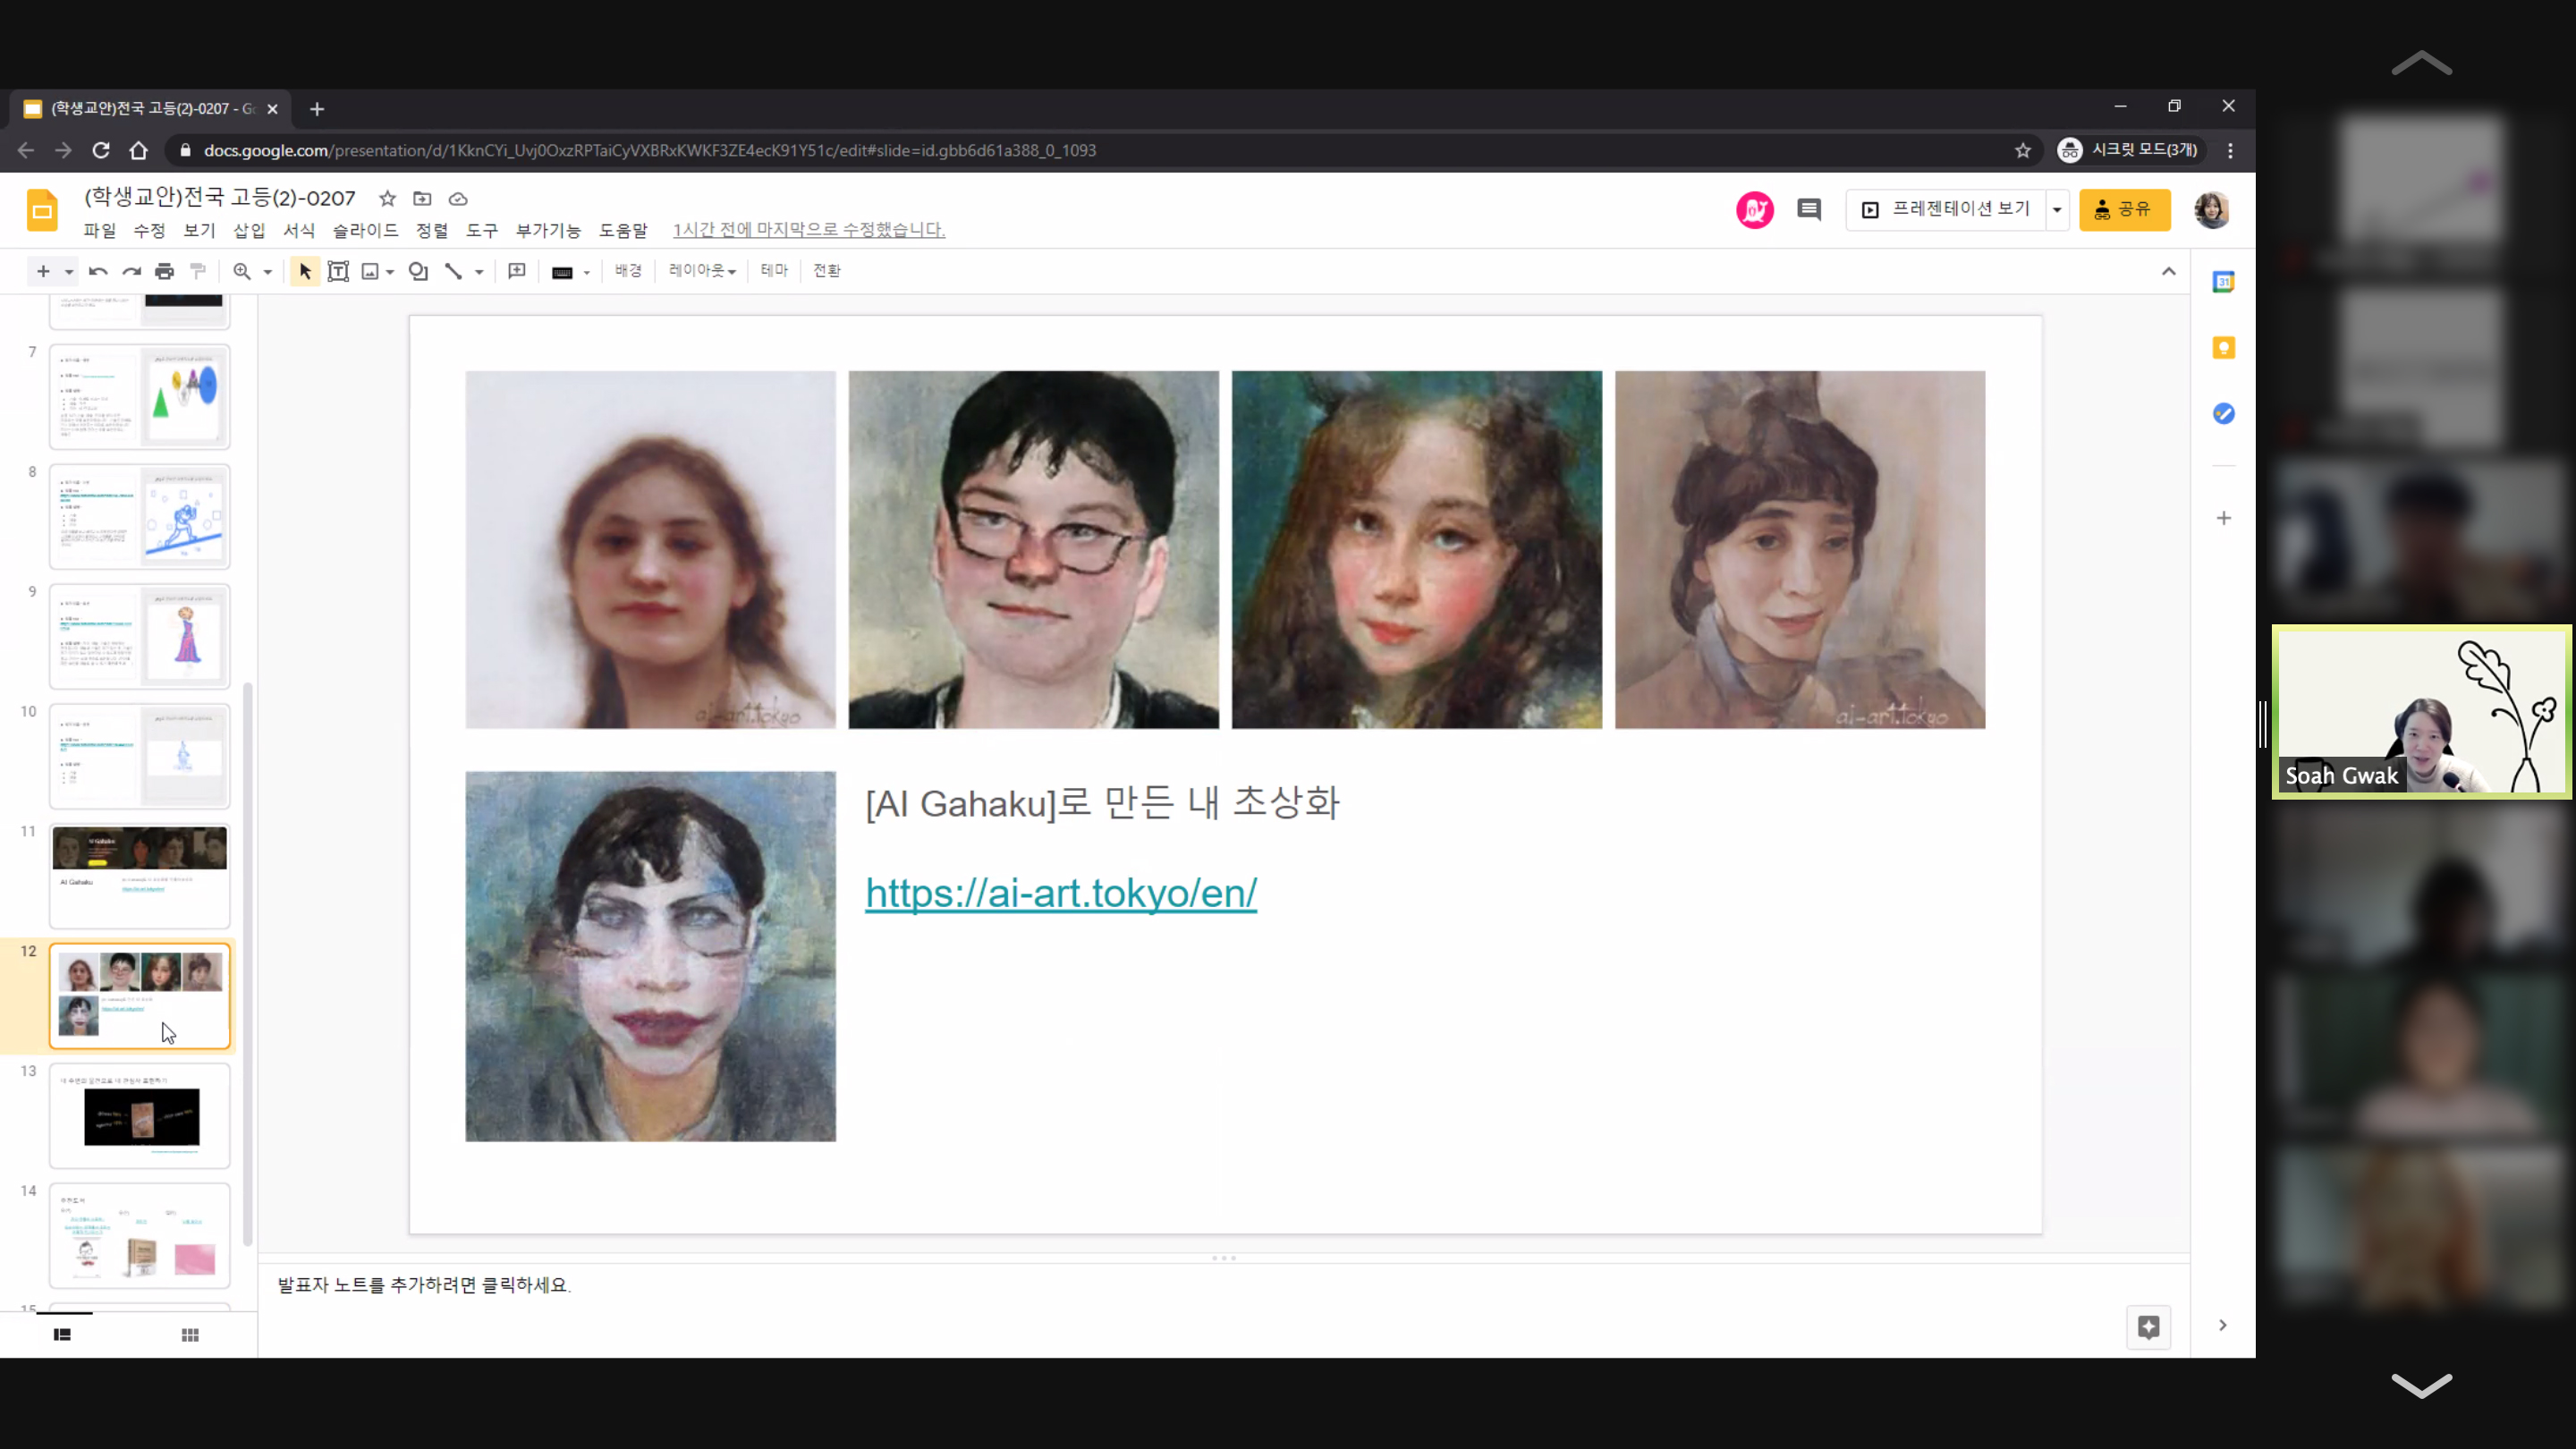 (학생교안)전국 고등(2)-0207 - Go
docs.google.com/presentation/d/1KknCYi_Uvj0OxzRPTaiCyVXBRxKWKF3ZE4ecK91Y51c/edit#slide=id.gbb6d61a388_0_1093
시크릿 모드(3개)
(학생교안)전국 고등(2)-0207
파일 수정 보기 삽입 서식 슬라이드 정렬 도구 부가기능 도움말 1시간 전에 마지막으로 수정했습니다.
프레젠테이션 보기
공유
배경 레이아웃 테마 전환
31
7
8
9
10
11
AI Gahaku
12
13
14
15
ai-art.tokyo
ai-art.tokyo
[AI Gahaku]로 만든 내 초상화
https://ai-art.tokyo/en/
발표자 노트를 추가하려면 클릭하세요.
Soah Gwak